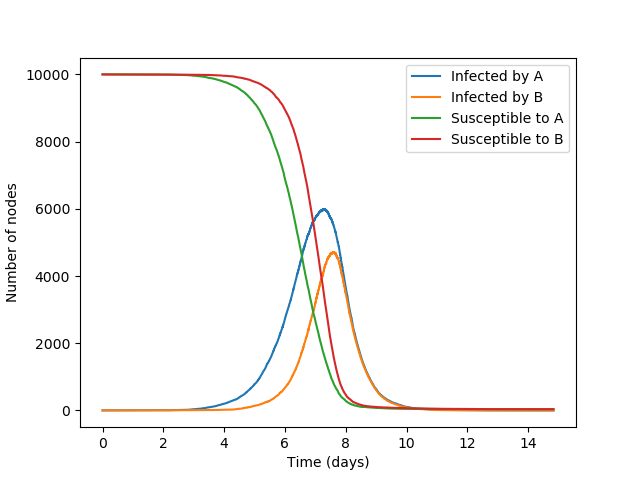 10000
8000
6000
4000
2000
0
Number of nodes
0 2 4 6 8 10 12 14
Time (days)
Infected by A
Infected by B
Susceptible to A
Susceptible to B